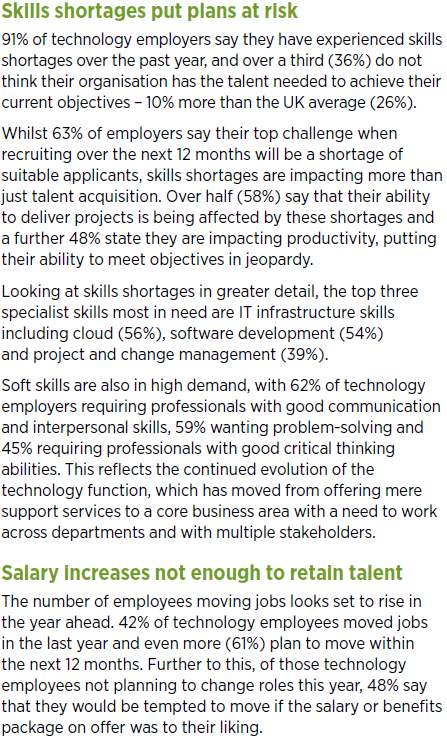 Skills shortages put plans at risk
91% of technology employers say they have experienced skills
shortages over the past year, and over a third (36%) do not
think their organisation has the talent needed to achieve their
current objectives – 10% more than the UK average (26%).
Whilst 63% of employers say their top challenge when
recruiting over the next 12 months will be a shortage of
suitable applicants, skills shortages are impacting more than
just talent acquisition. Over half (58%) say that their ability
to deliver projects is being affected by these shortages and
a further 48% state they are impacting productivity, putting
their ability to meet objectives in jeopardy.
Looking at skills shortages in greater detail, the top three
specialist skills most in need are IT infrastructure skills
including cloud (56%), software development (54%)
and project and change management (39%).
Soft skills are also in high demand, with 62% of technology
employers requiring professionals with good communication
and interpersonal skills, 59% wanting problem-solving and
45% requiring professionals with good critical thinking
abilities. This reflects the continued evolution of the
technology function, which has moved from offering mere
support services to a core business area with a need to work
across departments and with multiple stakeholders.
Salary increases not enough to retain talent
The number of employees moving jobs looks set to rise in
the year ahead. 42% of technology employees moved jobs
in the last year and even more (61%) plan to move within
the next 12 months. Further to this, of those technology
employees not planning to change roles this year, 48% say
that they would be tempted to move if the salary or benefits
package on offer was to their liking.